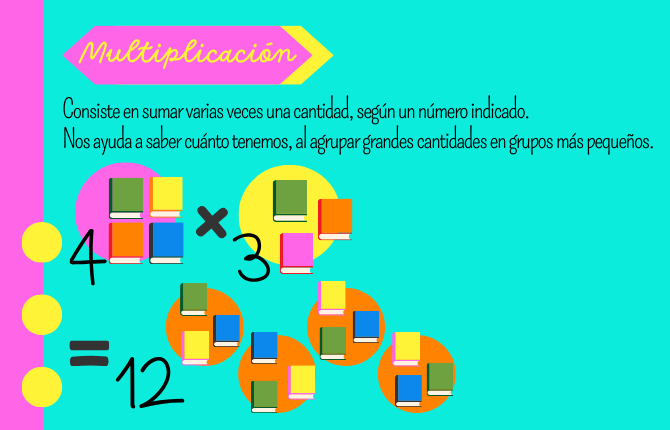 Multiplicación
Consiste en sumar varias veces una cantidad, según un número indicado.
Nos ayuda a saber cuánto tenemos, al agrupar grandes cantidades en grupos más pequeños.
4 × 3
= 12